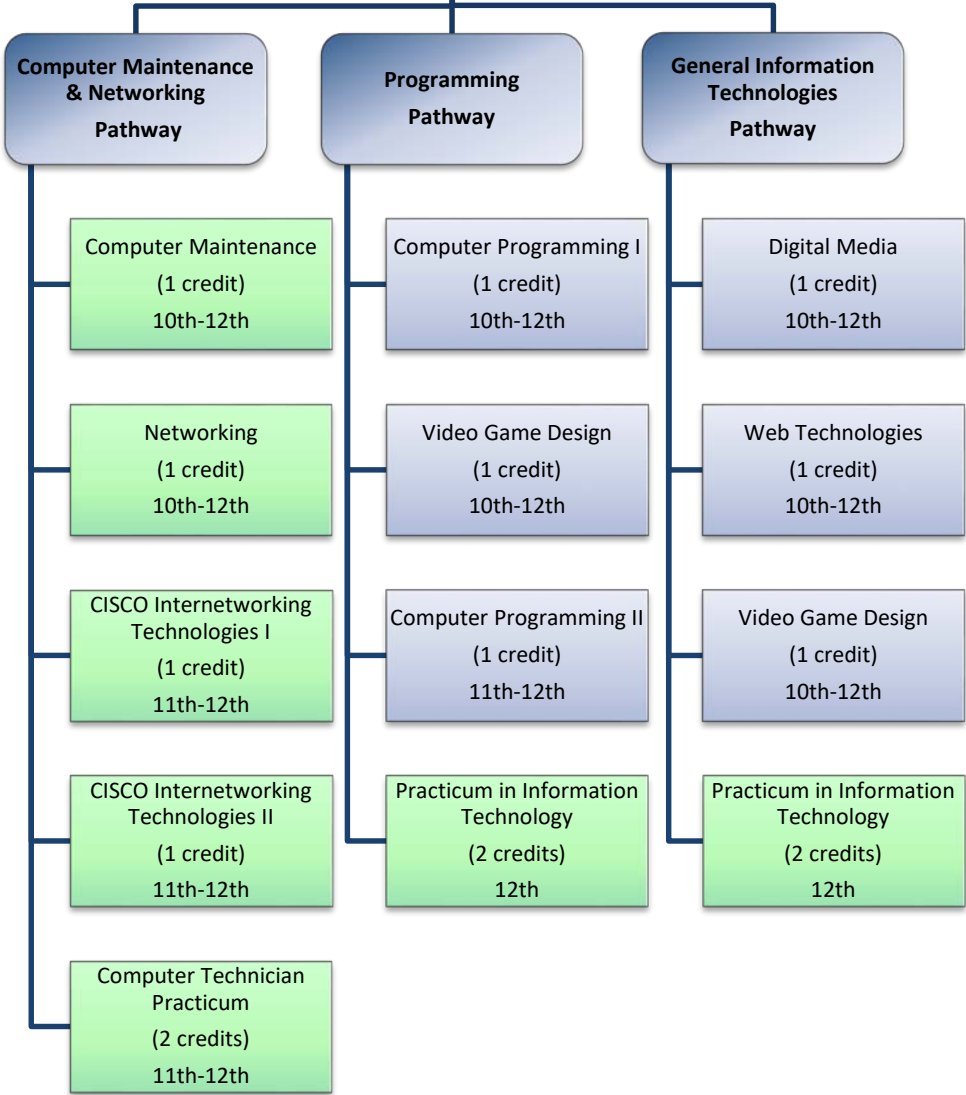 Computer Maintenance
& Networking
Pathway
Computer Maintenance
(1 credit)
10th-12th
Networking
(1 credit)
10th-12th
CISCO Internetworking
Technologies I
(1 credit)
11th-12th
CISCO Internetworking
Technologies II
(1 credit)
11th-12th
Computer Technician
Practicum
(2 credits)
11th-12th
Programming
Pathway
Computer Programming I
(1 credit)
10th-12th
Video Game Design
(1 credit)
10th-12th
Computer Programming II
(1 credit)
11th-12th
Practicum in Information
Technology
(2 credits)
12th
General Information
Technologies
Pathway
Digital Media
(1 credit)
10th-12th
Web Technologies
(1 credit)
10th-12th
Video Game Design
(1 credit)
10th-12th
Practicum in Information
Technology
(2 credits)
12th